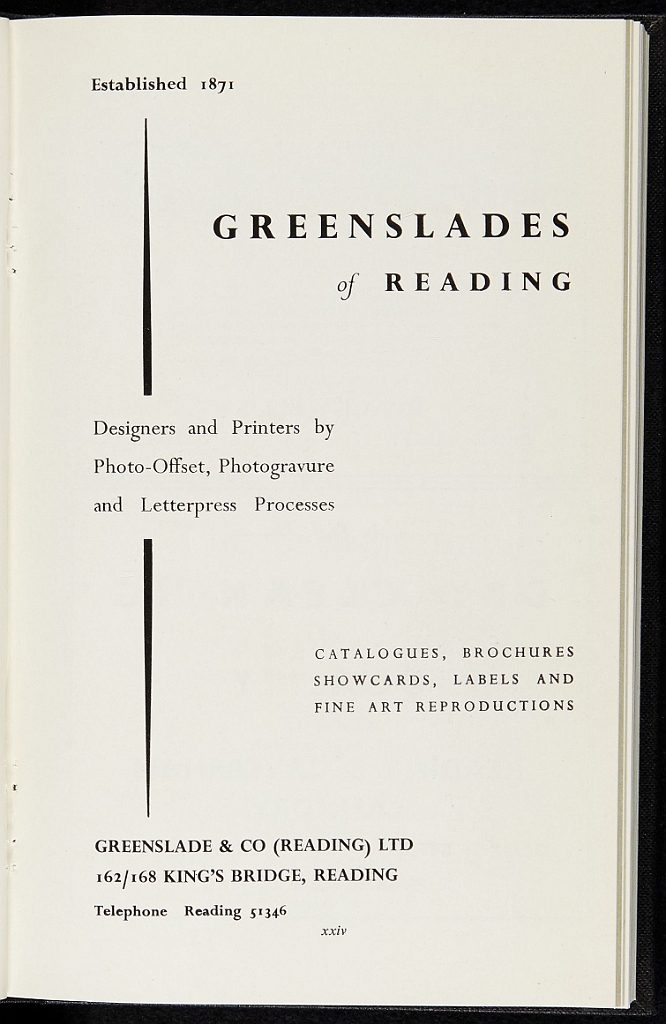 Established 1871
GREENSLADES
of READING
Designers and Printers by
Photo-Offset, Photogravure
and Letterpress Processes
CATALOGUES, BROCHURES
SHOWCARDS, LABELS AND
FINE ART REPRODUCTIONS
GREENSLADE & CO (READING) LTD
162/168 KING'S BRIDGE, READING
Telephone Reading 51346
xxiv